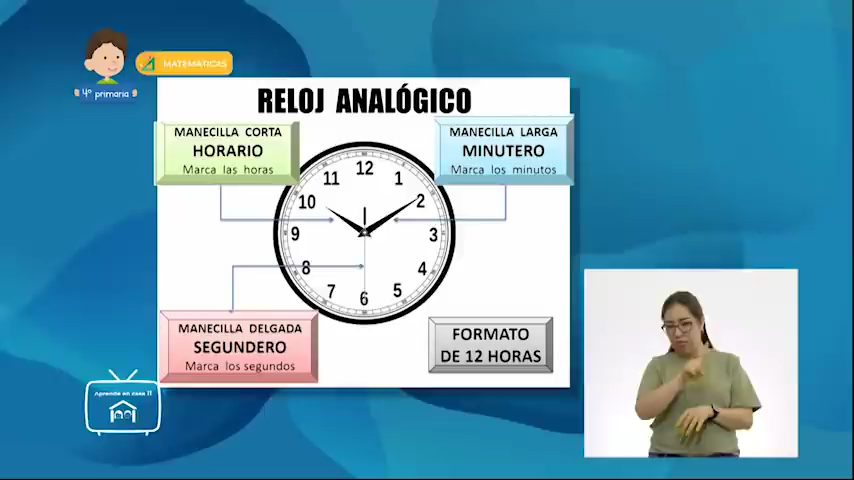 MATEMÁTICAS
4º primaria
RELOJ ANALÓGICO
MANECILLA CORTA
HORARIO
Marca las horas
MANECILLA LARGA
MINUTERO
Marca los minutos
12
11
1
10
2
9
3
8
4
7
5
6
MANECILLA DELGADA
SEGUNDERO
Marca los segundos
FORMATO
DE 12 HORAS
Aprende en casa II